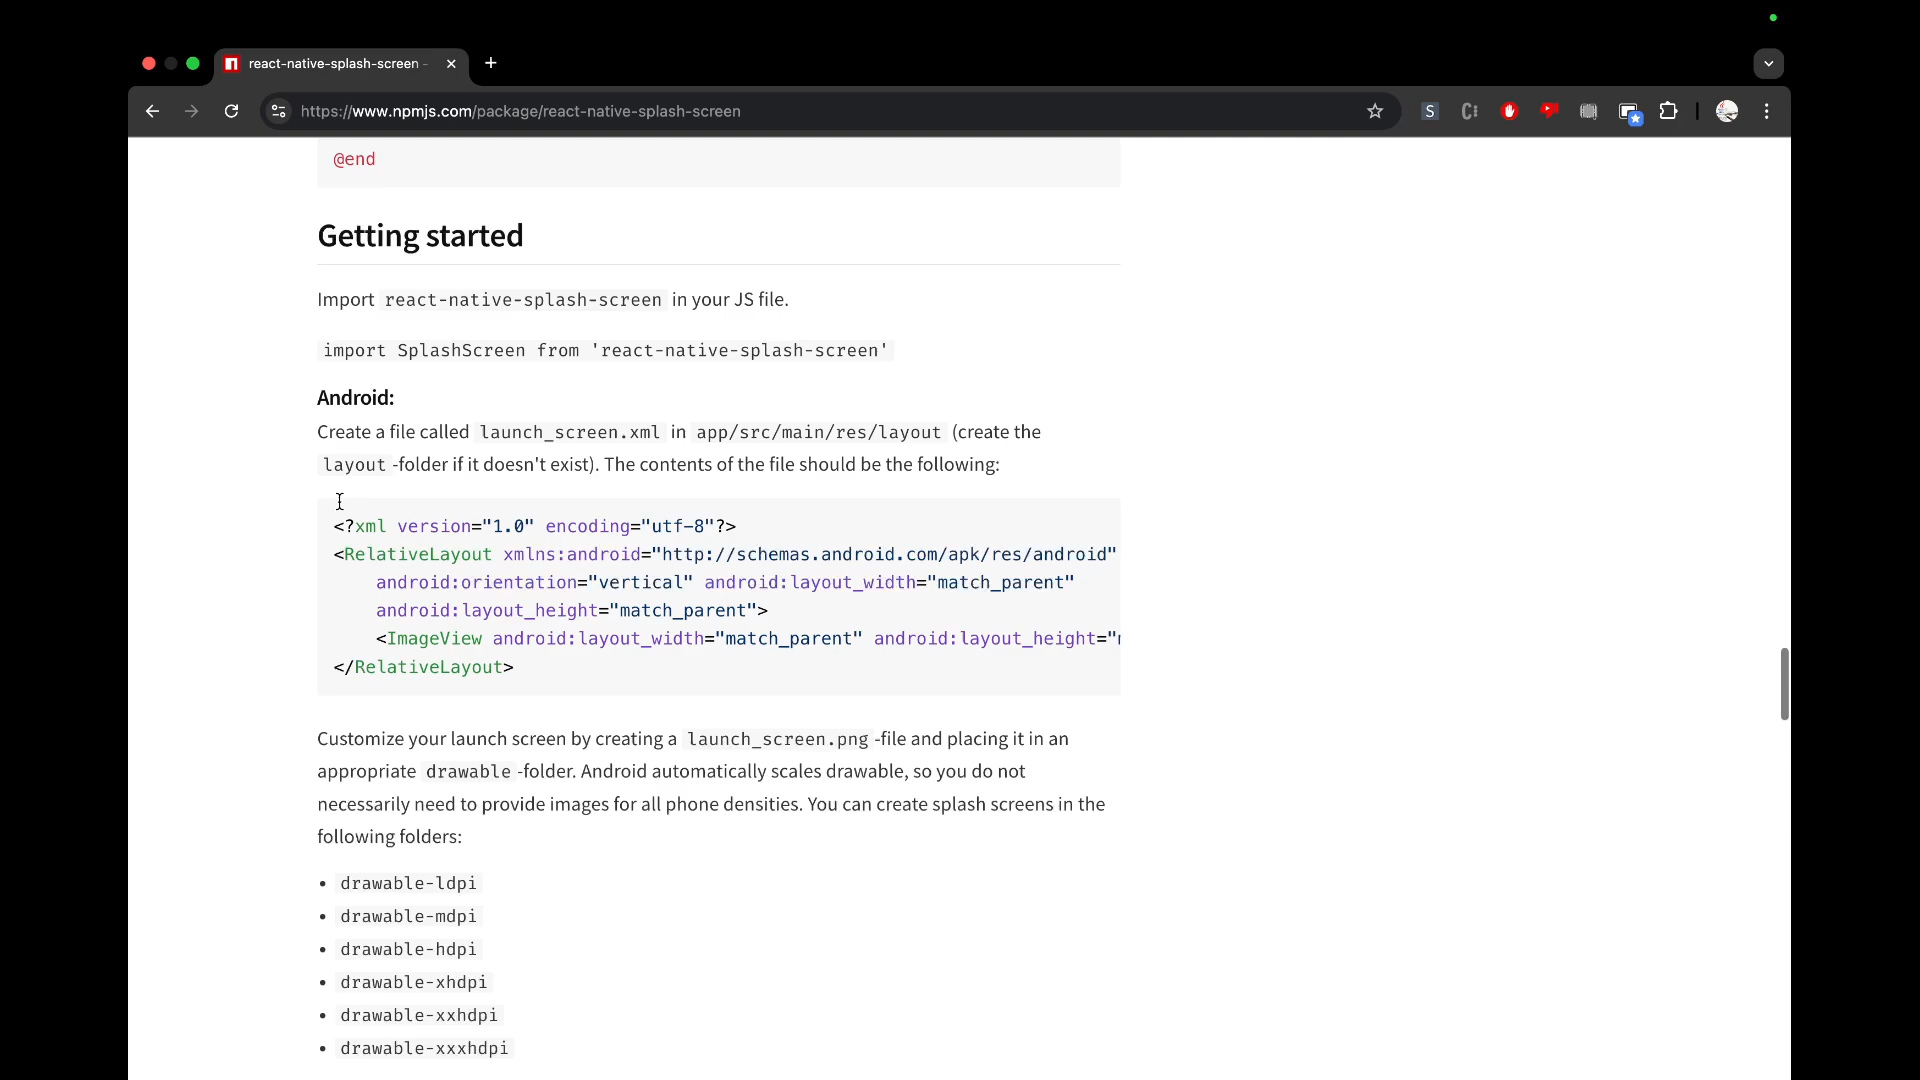 react-native-splash-screen -
https://www.npmjs.com/package/react-native-splash-screen
@end
Getting started
Import react-native-splash-screen in your JS file.
import SplashScreen from 'react-native-splash-screen'
Android:
Create a file called launch_screen.xml in app/src/main/res/layout (create the
layout -folder if it doesn't exist). The contents of the file should be the following:
<?xml version="1.0" encoding="utf-8"?>
<RelativeLayout xmlns:android="http://schemas.android.com/apk/res/android"
    android:orientation="vertical" android:layout_width="match_parent"
    android:layout_height="match_parent">
    <ImageView android:layout_width="match_parent" android:layout_height="
</RelativeLayout>
Customize your launch screen by creating a launch_screen.png -file and placing it in an
appropriate drawable -folder. Android automatically scales drawable, so you do not
necessarily need to provide images for all phone densities. You can create splash screens in the
following folders:
• drawable-ldpi
• drawable-mdpi
• drawable-hdpi
• drawable-xhdpi
• drawable-xxhdpi
• drawable-xxxhdpi